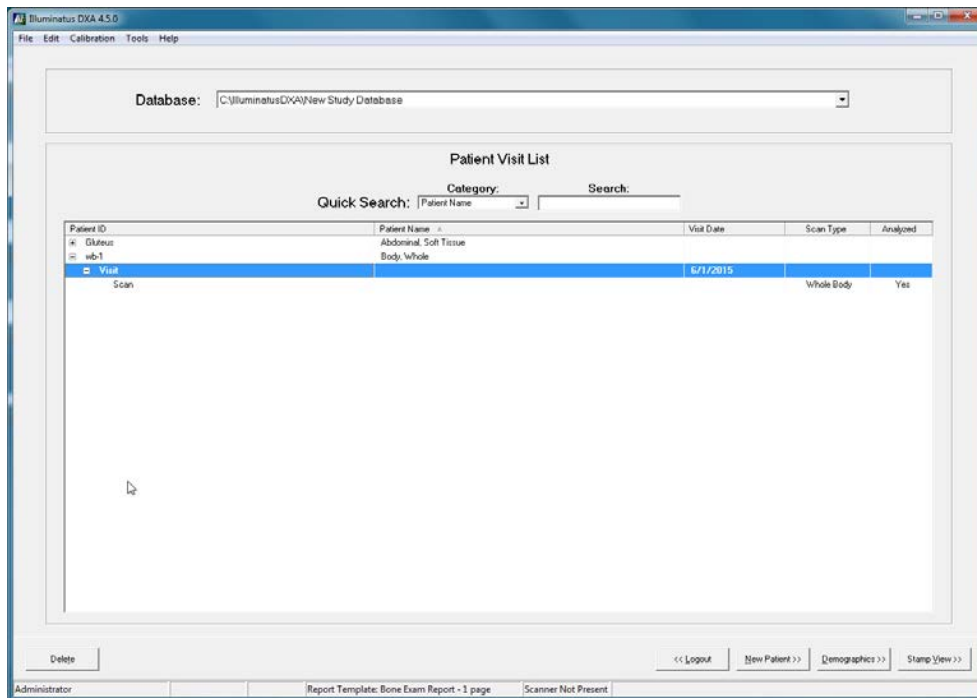 Illuminatus DXA 4.5.0
File Edit Calibration Tools Help
Database: C:\IlluminatusDXA\New Study Database
Patient Visit List
Category: Search:
Quick Search: Patient Name
Patient ID Patient Name Visit Date Scan Type Analyzed
Gluteus Abdominal, Soft Tissue
wb-1 Body, Whole
Visit 6/1/2015
Scan Whole Body Yes
Delete << Logout New Patient >> Demographics >> Stamp View >>
Administrator Report Template: Bone Exam Report - 1 page Scanner Not Present